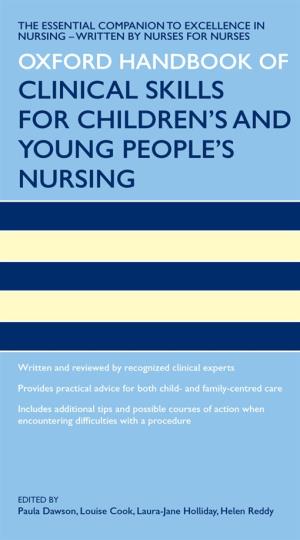 THE ESSENTIAL COMPANION TO EXCELLENCE IN
NURSING – WRITTEN BY NURSES FOR NURSES
OXFORD HANDBOOK OF
CLINICAL SKILLS
FOR CHILDREN'S AND
YOUNG PEOPLE'S
NURSING
Written and reviewed by recognized clinical experts
Provides practical advice for both child- and family-centred care
Includes additional tips and possible courses of action when
encountering difficulties with a procedure
EDITED BY
Paula Dawson, Louise Cook, Laura-Jane Holliday, Helen Reddy